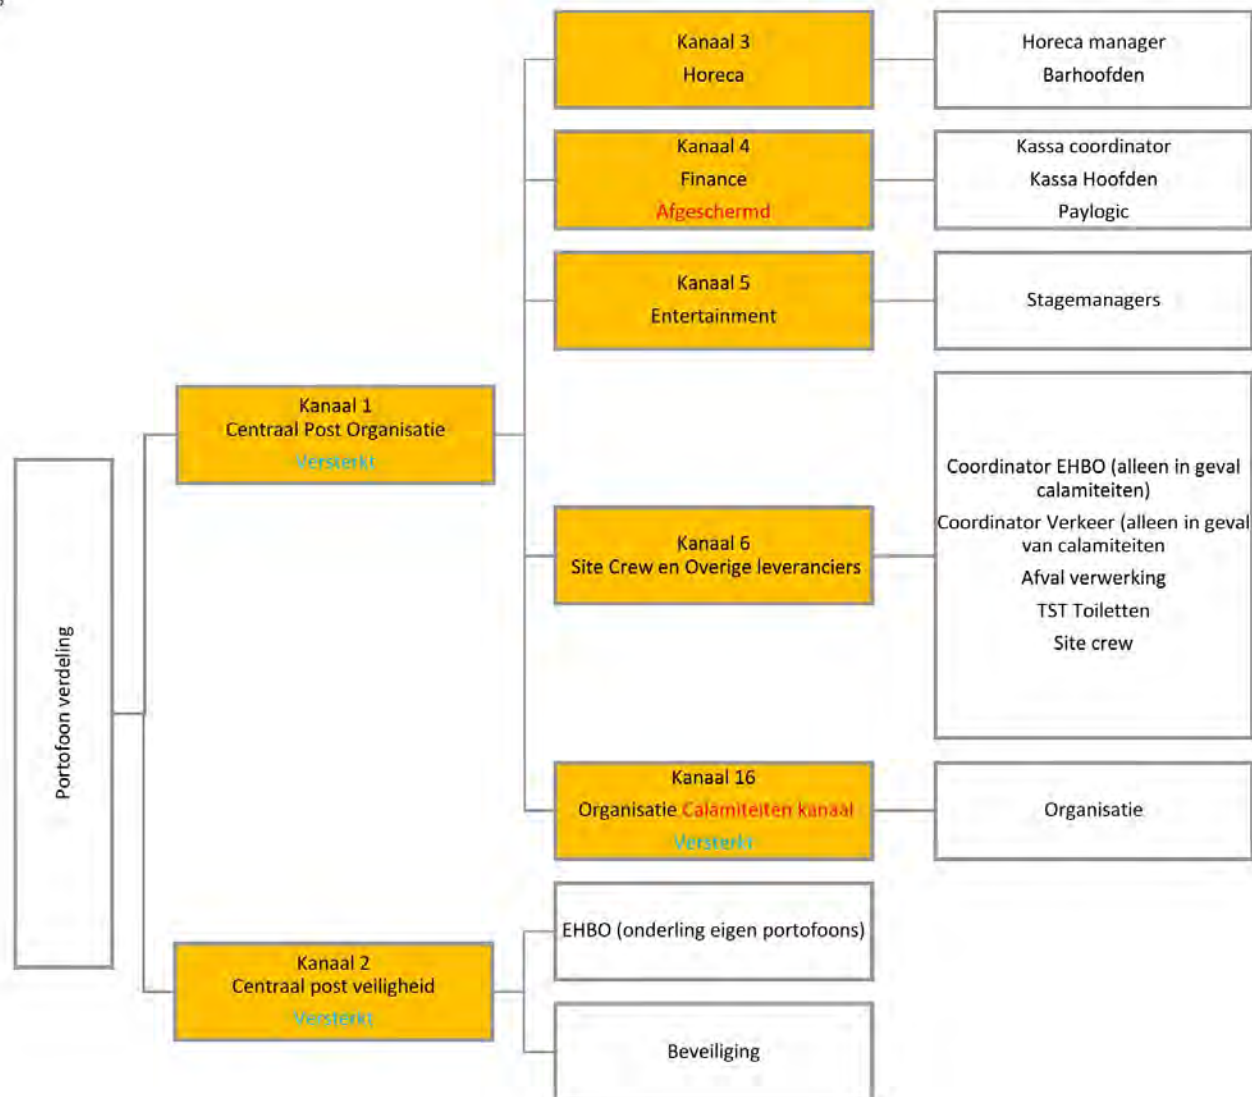 Kanaal 3
Horeca
Horeca manager
Barhoofden
Kanaal 4
Finance
Afgeschermd
Kassa coordinator
Kassa Hoofden
Paylogic
Kanaal 5
Entertainment
Stagemanagers
Kanaal 1
Centraal Post Organisatie
Versterkt
Portofoon verdeling
Kanaal 6
Site Crew en Overige leveranciers
Coordinator EHBO (alleen in geval
calamiteiten)
Coordinator Verkeer (alleen in geval
van calamiteiten
Afval verwerking
TST Toiletten
Site crew
Kanaal 16
Organisatie Calamiteiten kanaal
Versterkt
Organisatie
Kanaal 2
Centraal post veiligheid
Versterkt
EHBO (onderling eigen portofoons)
Beveiliging